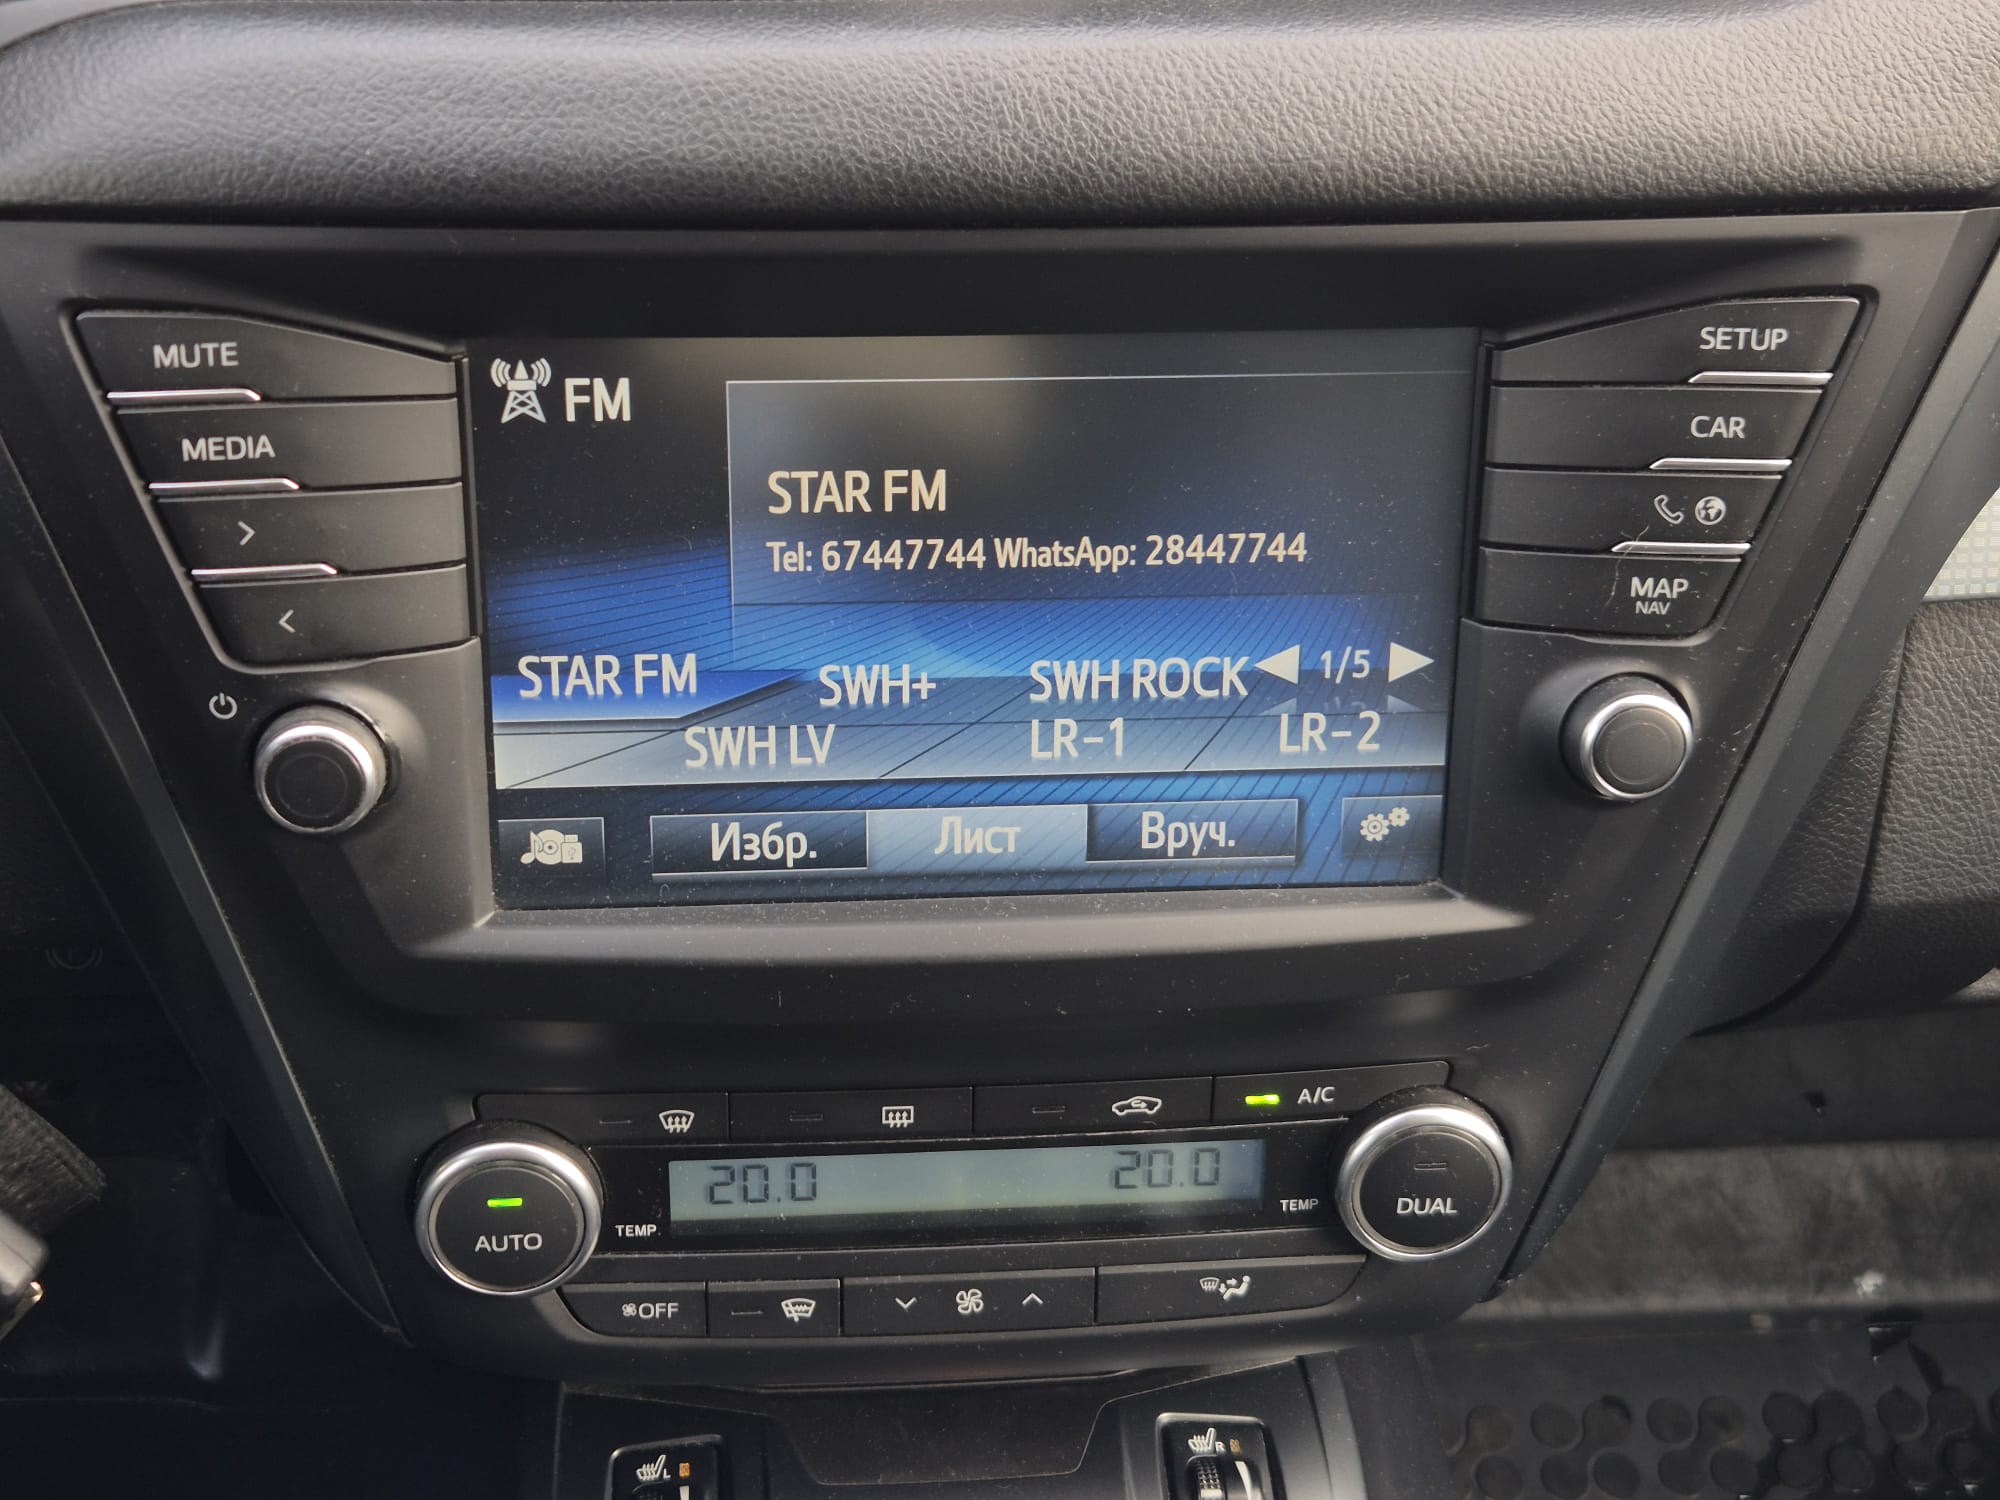 MUTE
MEDIA
>
<
SETUP
CAR
MAP
NAV
FM
STAR FM
Tel: 67447744 WhatsApp: 28447744
STAR FM SWH+ SWH ROCK 1/5
SWH LV LR-1 LR-2
Избр. Лист Вруч.
A/C
20.0 20.0
AUTO TEMP. TEMP DUAL
OFF
L R